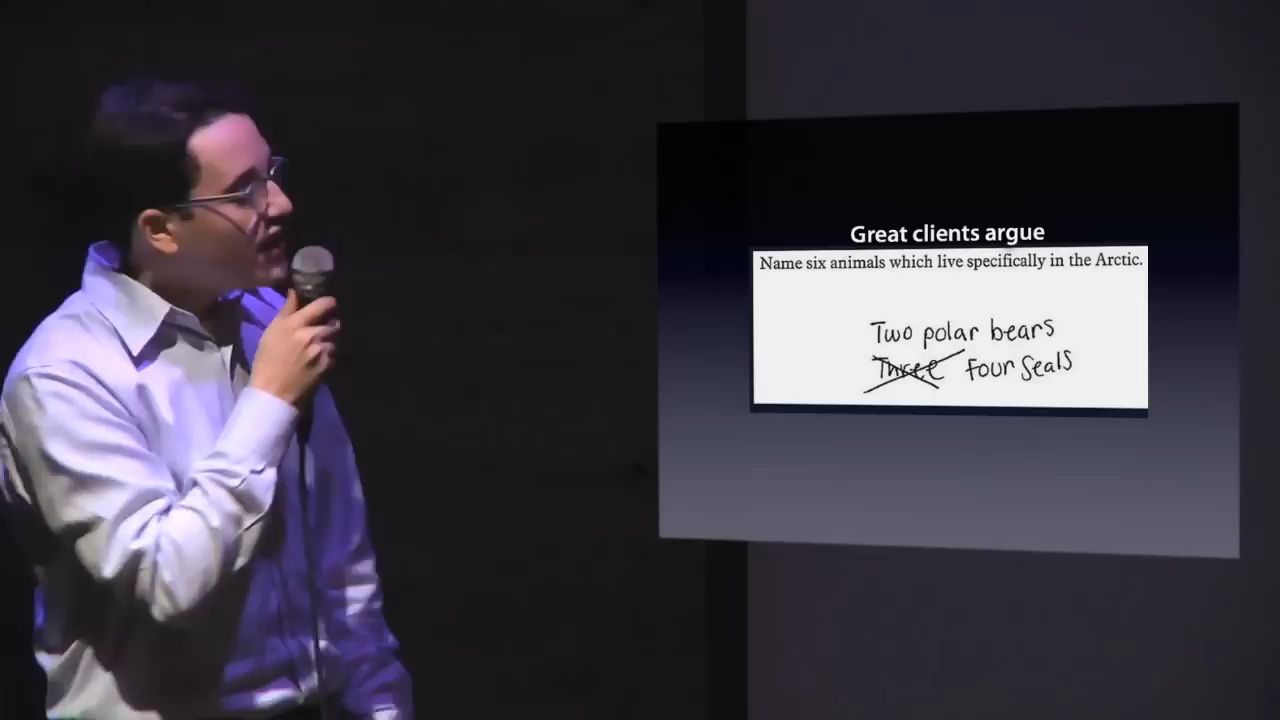 Great clients argue
Name six animals which live specifically in the Arctic.
Two polar bears
Three four seals